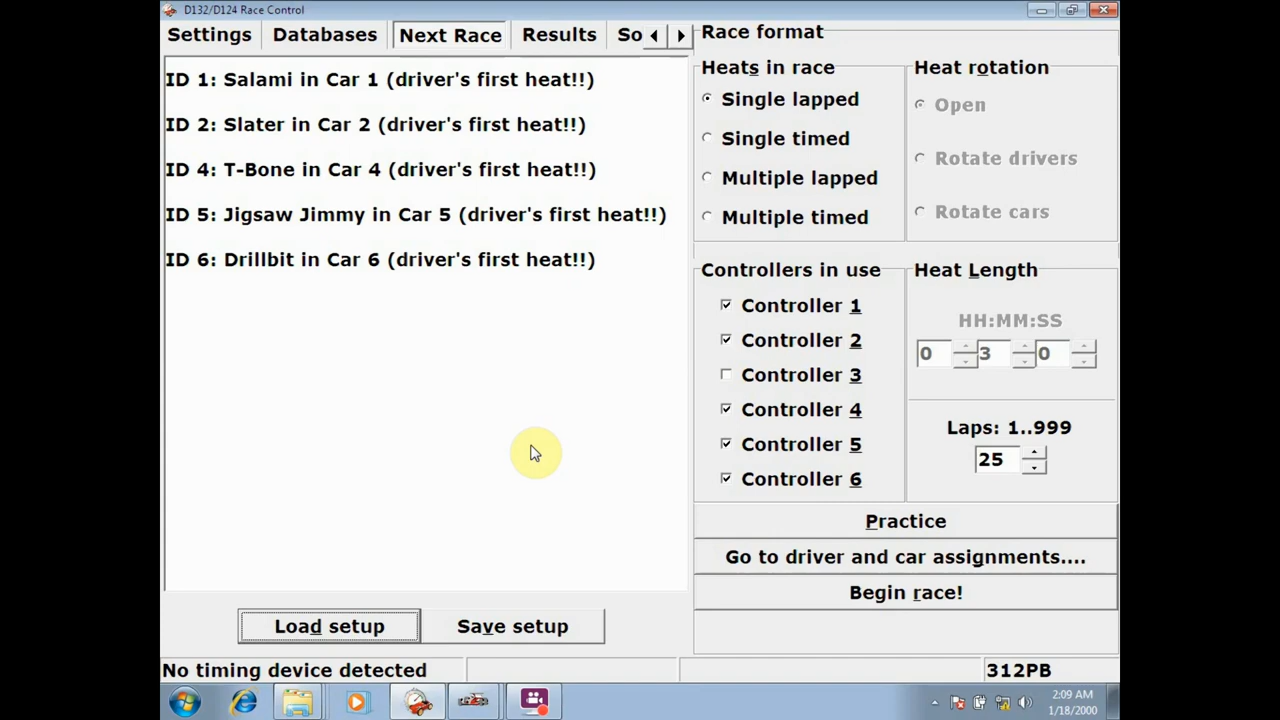 D132/D124 Race Control
Settings Databases Next Race Results So
ID 1: Salami in Car 1 (driver's first heat!!)
ID 2: Slater in Car 2 (driver's first heat!!)
ID 4: T-Bone in Car 4 (driver's first heat!!)
ID 5: Jigsaw Jimmy in Car 5 (driver's first heat!!)
ID 6: Drillbit in Car 6 (driver's first heat!!)
Load setup Save setup
Race format
Heats in race
Single lapped
Single timed
Multiple lapped
Multiple timed
Heat rotation
Open
Rotate drivers
Rotate cars
Controllers in use
Controller 1
Controller 2
Controller 3
Controller 4
Controller 5
Controller 6
Heat Length
HH:MM:SS
0 3 0
Laps: 1..999
25
Practice
Go to driver and car assignments....
Begin race!
No timing device detected 312PB
2:09 AM
1/18/2000